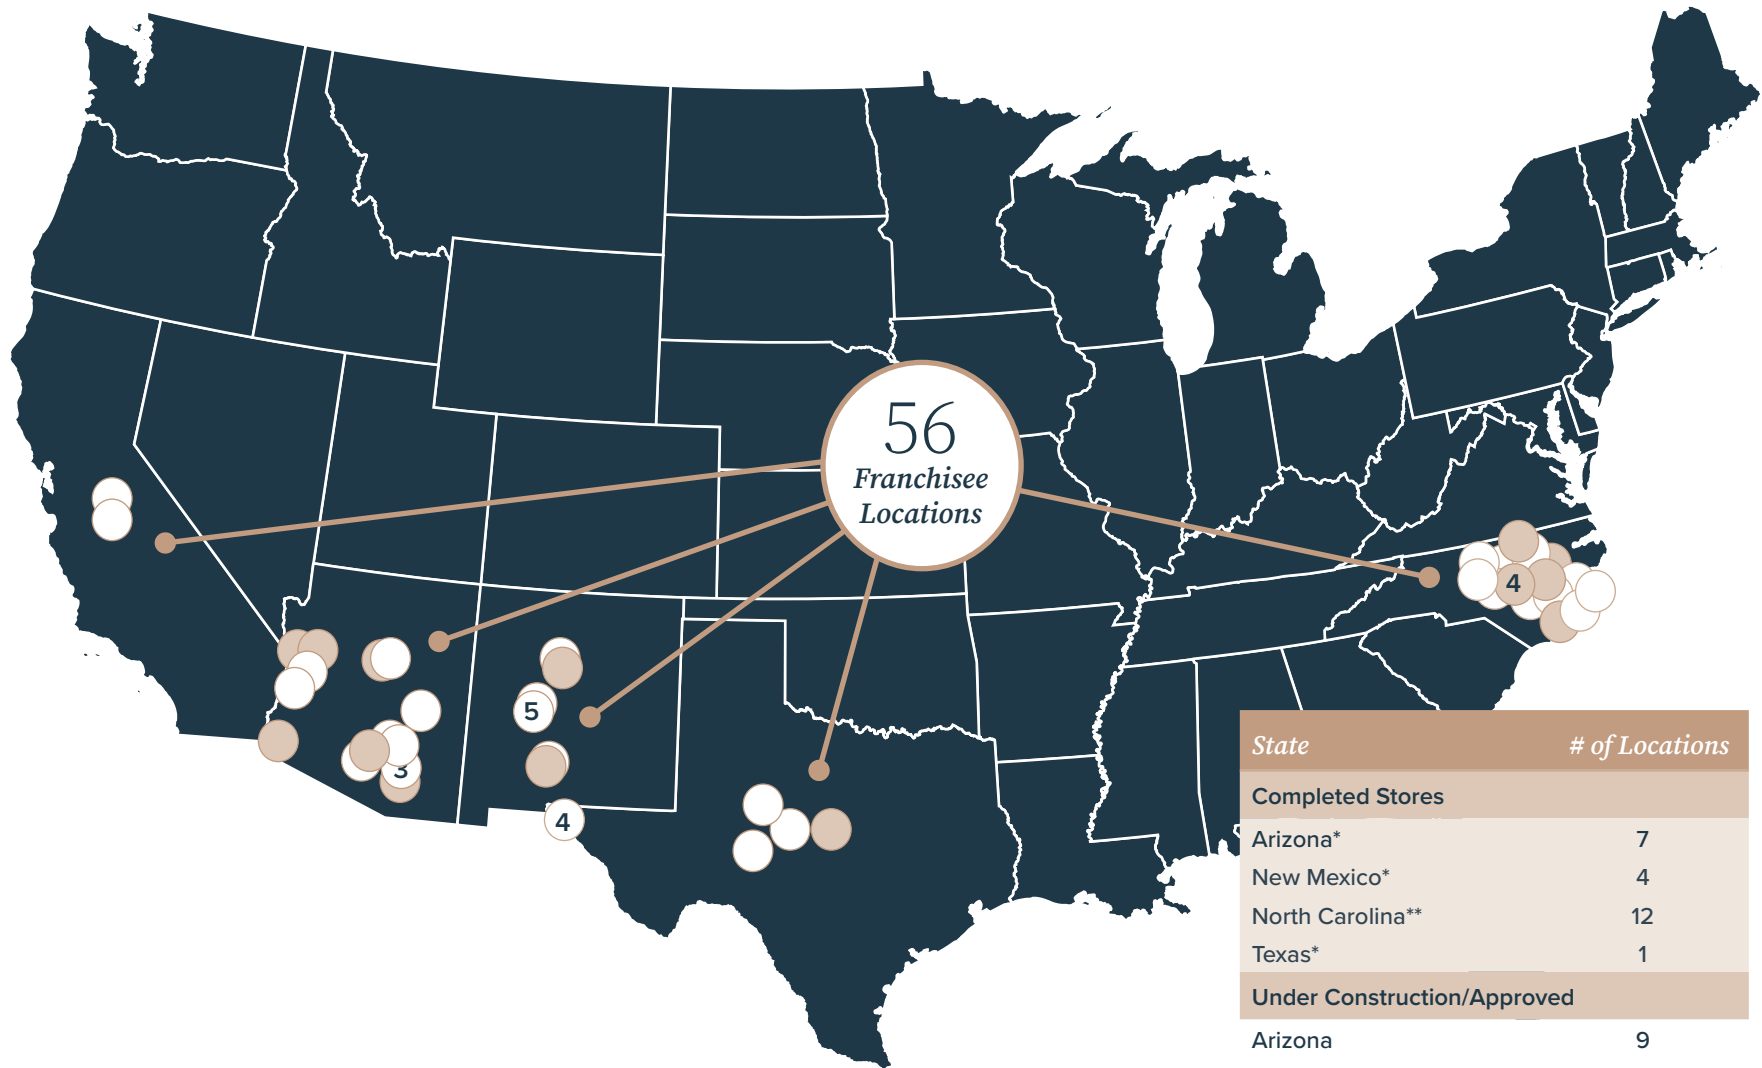 56
Franchisee
Locations
4
5
3
4
State # of Locations
Completed Stores
Arizona* 7
New Mexico* 4
North Carolina** 12
Texas* 1
Under Construction/Approved
Arizona 9